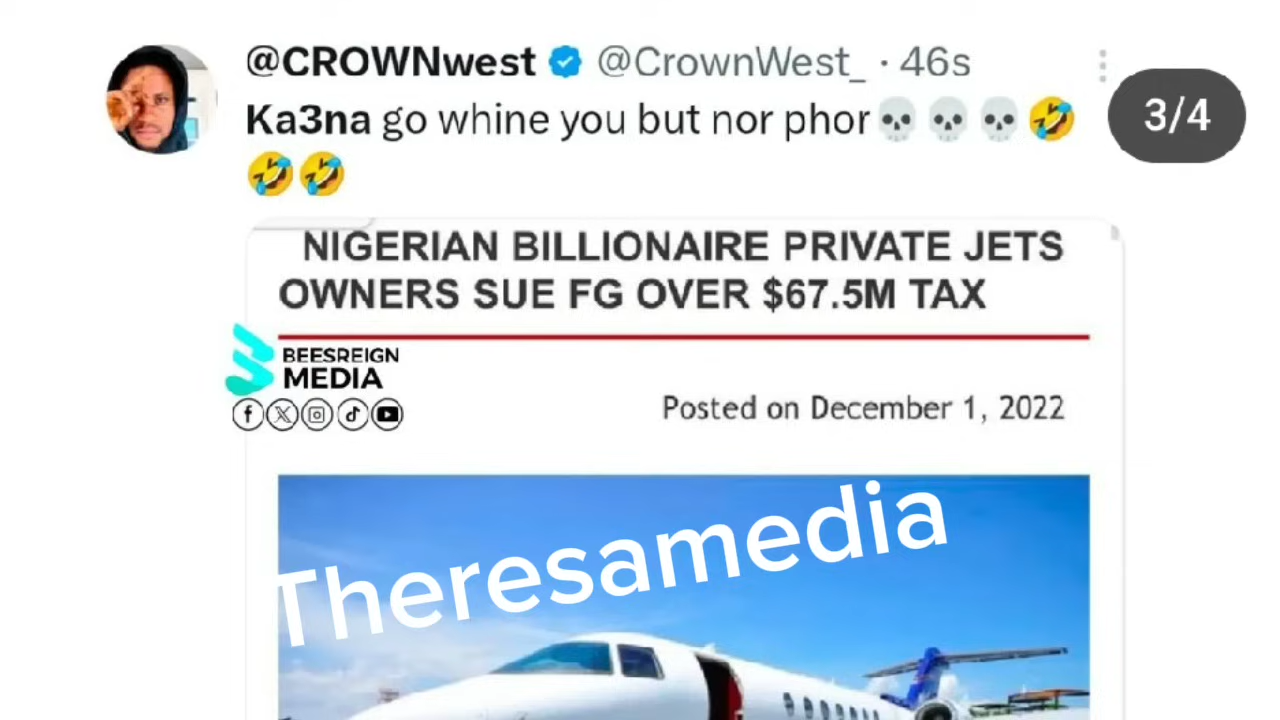 @CROWNwest @CrownWest_ · 46s
Ka3na go whine you but nor phor💀💀💀🤣
🤣🤣
3/4
NIGERIAN BILLIONAIRE PRIVATE JETS
OWNERS SUE FG OVER $67.5M TAX
BEESREIGN
MEDIA
Posted on December 1, 2022
Theresamedia